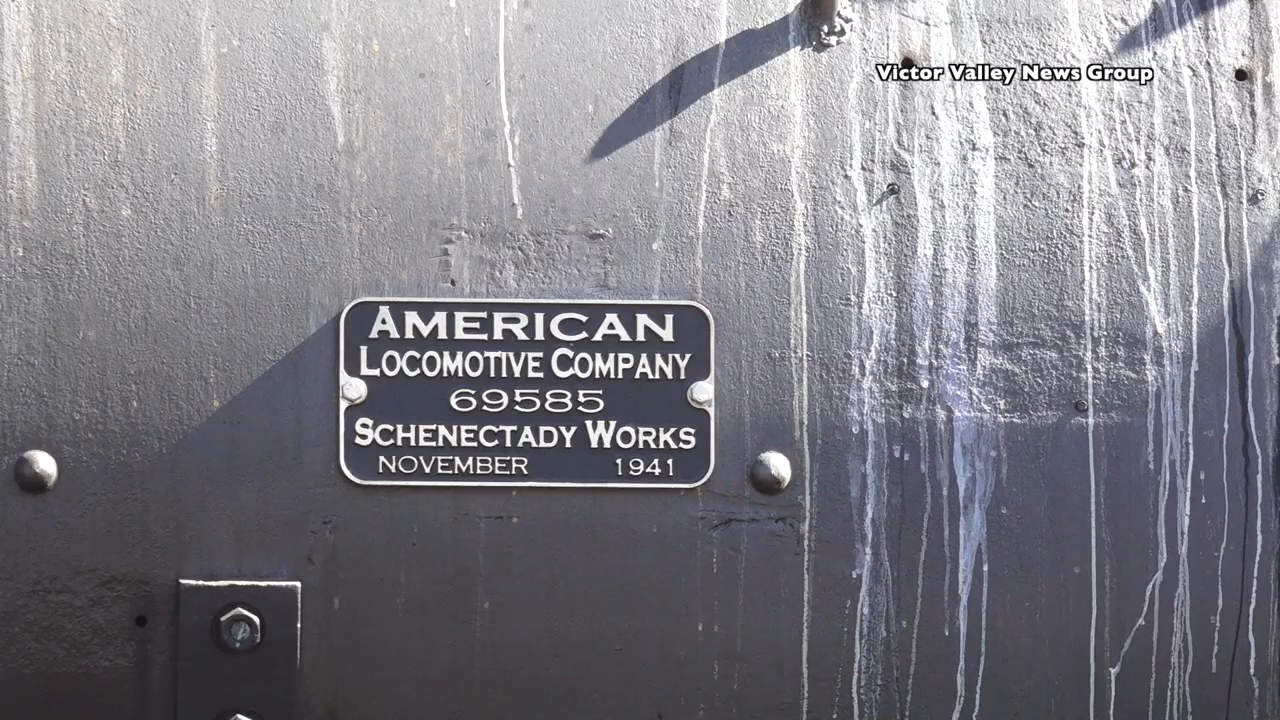 Victor Valley News Group
AMERICAN
LOCOMOTIVE COMPANY
69585
SCHENECTADY WORKS
NOVEMBER 1941